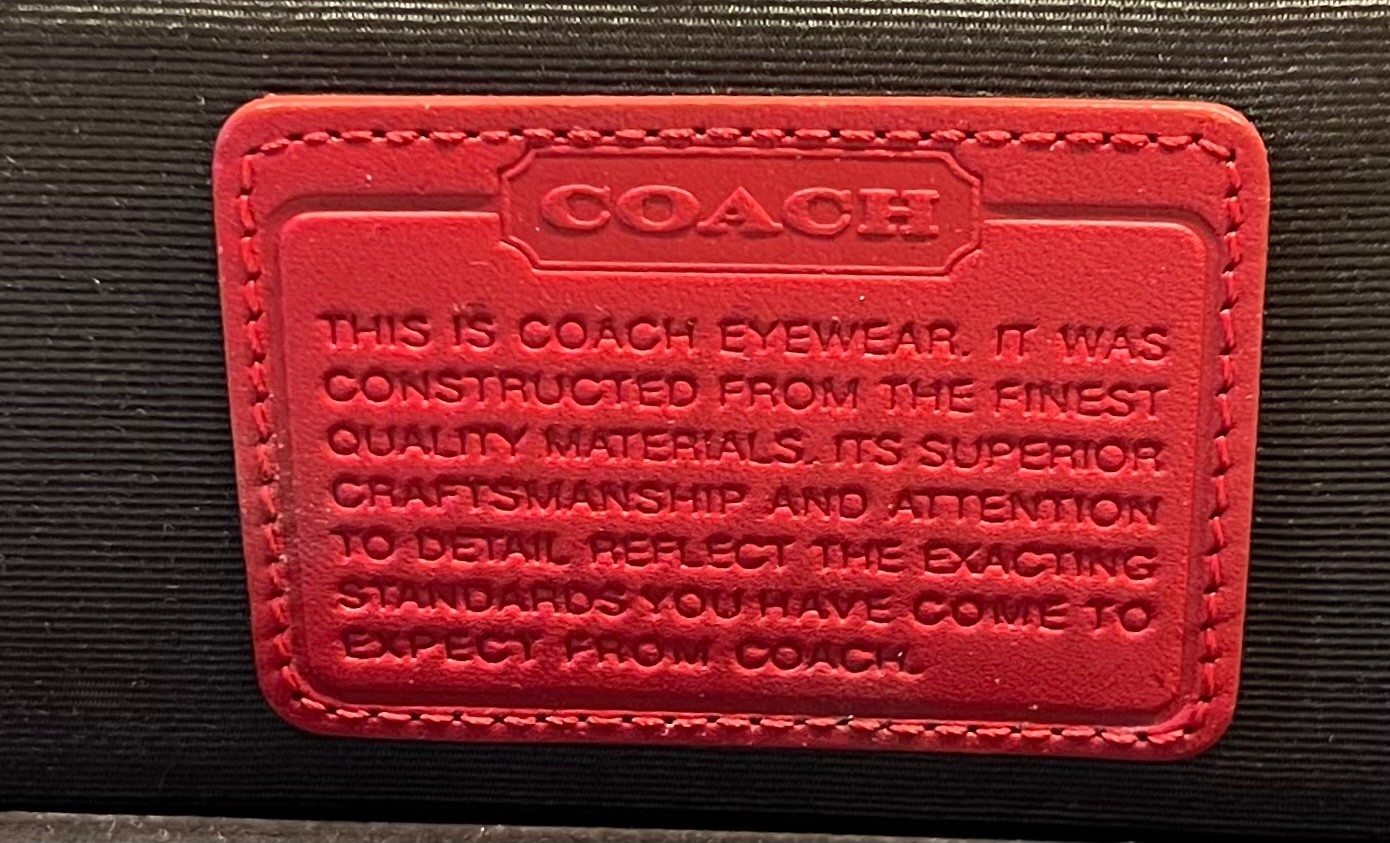 COACH
THIS IS COACH EYEWEAR. IT WAS
CONSTRUCTED FROM THE FINEST
QUALITY MATERIALS. ITS SUPERIOR
CRAFTSMANSHIP AND ATTENTION
TO DETAIL REFLECT THE EXACTING
STANDARDS YOU HAVE COME TO
EXPECT FROM COACH.